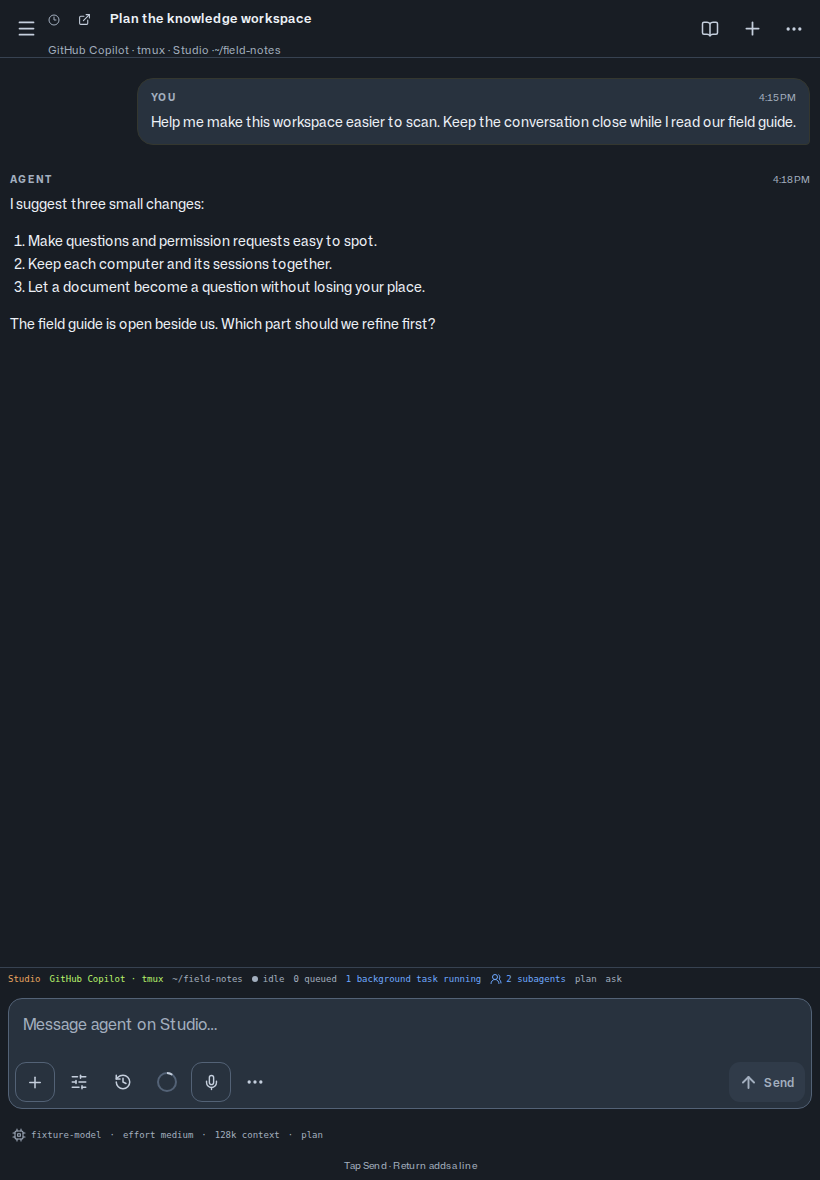 Plan the knowledge workspace
GitHub Copilot · tmux · Studio ·~/field-notes
YOU 4:15PM
Help me make this workspace easier to scan. Keep the conversation close while I read our field guide.
AGENT 4:18PM
I suggest three small changes:
1. Make questions and permission requests easy to spot.
2. Keep each computer and its sessions together.
3. Let a document become a question without losing your place.
The field guide is open beside us. Which part should we refine first?
Studio GitHub Copilot · tmux ~/field-notes idle 0 queued 1 background task running 2 subagents plan ask
Message agent on Studio...
Send
fixture-model · effort medium · 128k context · plan
Tap Send · Return adds a line